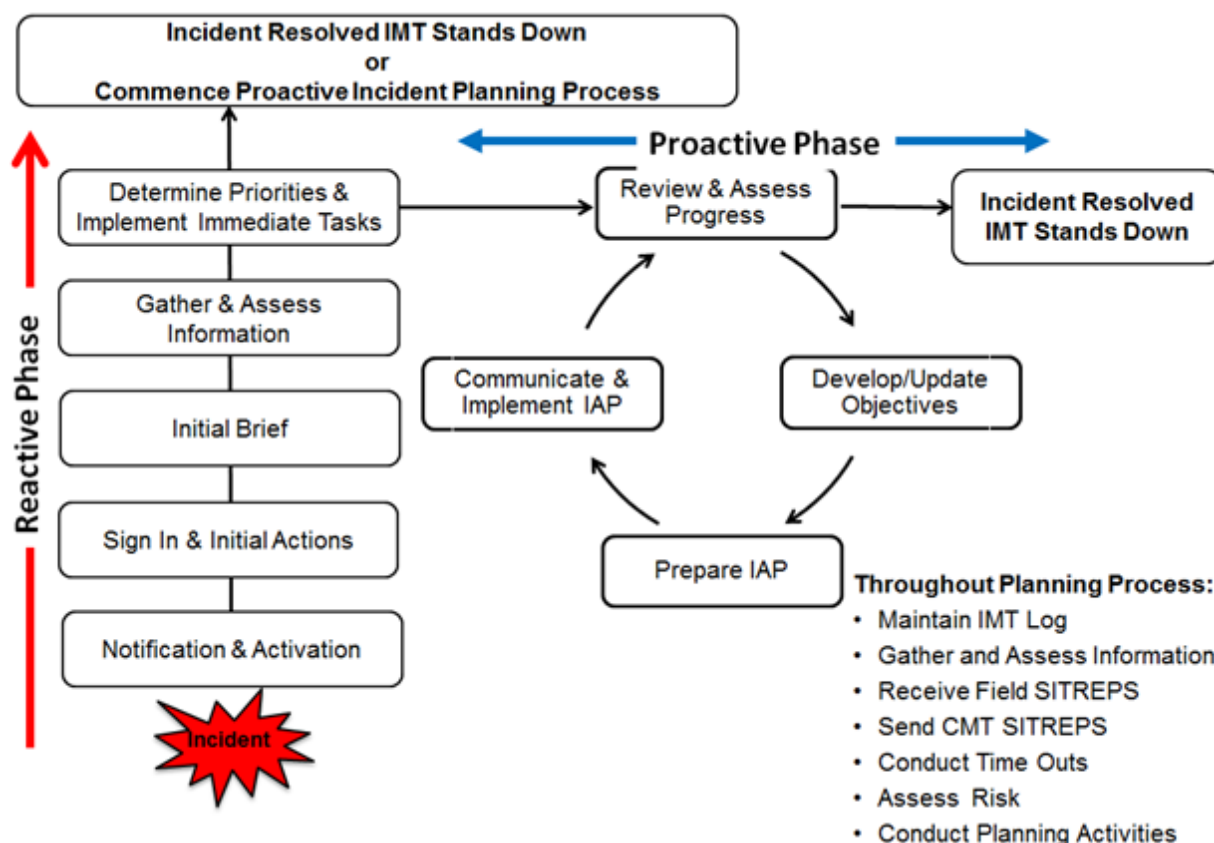 Incident Resolved IMT Stands Down
or
Commence Proactive Incident Planning Process
Reactive Phase
Proactive Phase
Determine Priorities &
Implement Immediate Tasks
Review & Assess
Progress
Incident Resolved
IMT Stands Down
Gather & Assess
Information
Communicate &
Implement IAP
Develop/Update
Objectives
Initial Brief
Sign In & Initial Actions
Prepare IAP
Notification & Activation
Incident
Throughout Planning Process:
• Maintain IMT Log
• Gather and Assess Information
• Receive Field SITREPS
• Send CMT SITREPS
• Conduct Time Outs
• Assess Risk
• Conduct Planning Activities